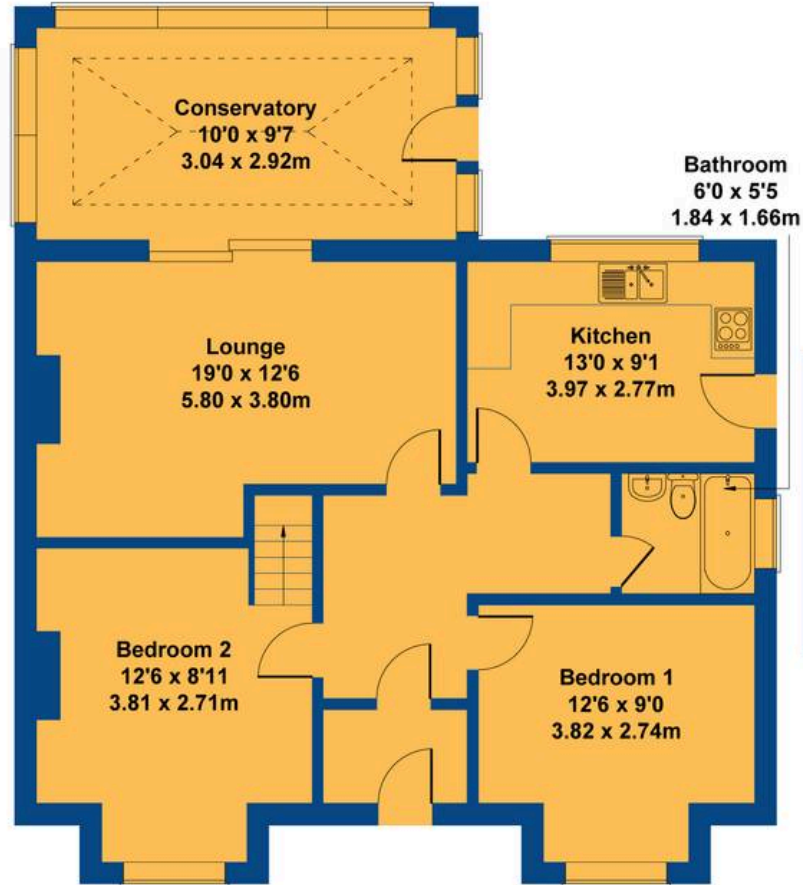 Conservatory
10'0 x 9'7
3.04 x 2.92m
Bathroom
6'0 x 5'5
1.84 x 1.66m
Lounge
19'0 x 12'6
5.80 x 3.80m
Kitchen
13'0 x 9'1
3.97 x 2.77m
Bedroom 2
12'6 x 8'11
3.81 x 2.71m
Bedroom 1
12'6 x 9'0
3.82 x 2.74m